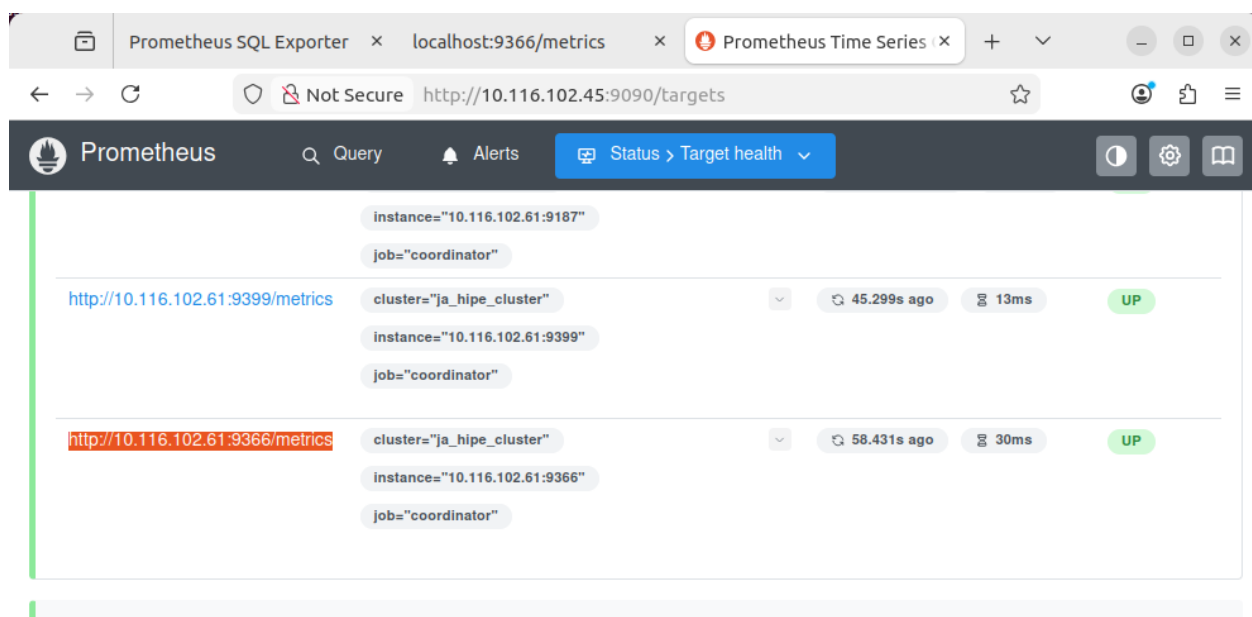 Prometheus SQL Exporter localhost:9366/metrics Prometheus Time Series
Not Secure http://10.116.102.45:9090/targets
Prometheus Query Alerts Status > Target health
instance="10.116.102.61:9187"
job="coordinator"
http://10.116.102.61:9399/metrics cluster="ja_hipe_cluster" 45.299s ago 13ms UP
instance="10.116.102.61:9399"
job="coordinator"
http://10.116.102.61:9366/metrics cluster="ja_hipe_cluster" 58.431s ago 30ms UP
instance="10.116.102.61:9366"
job="coordinator"